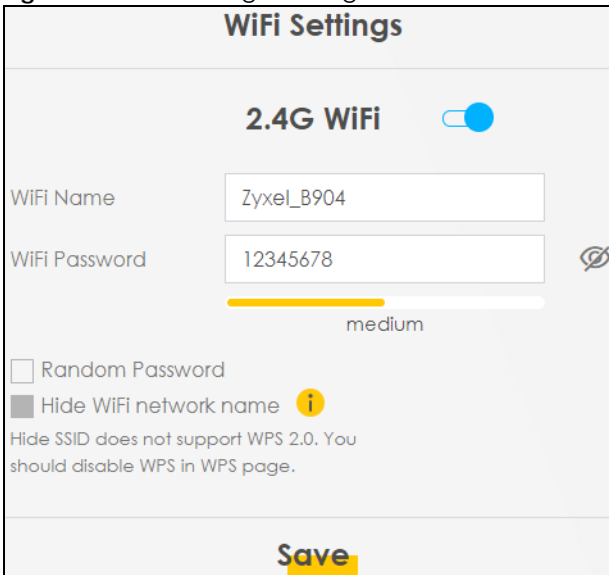 WiFi Settings
2.4G WiFi
WiFi Name Zyxel_B904
WiFi Password 12345678
medium
Random Password
Hide WiFi network name i
Hide SSID does not support WPS 2.0. You
should disable WPS in WPS page.
Save